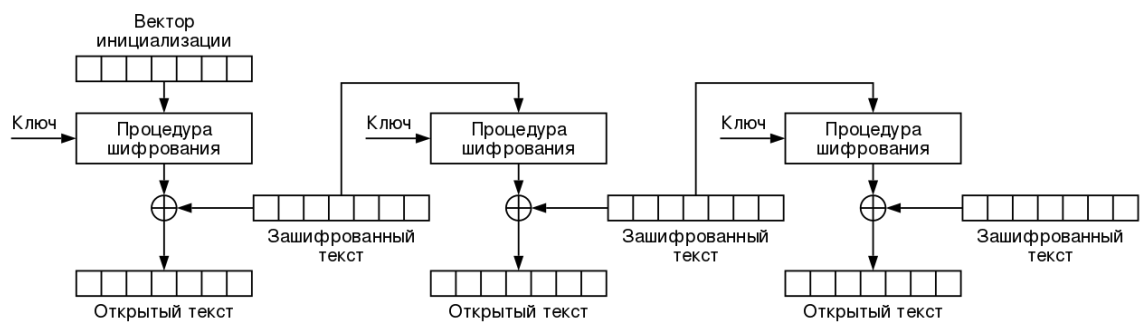 Вектор
инициализации
Ключ
Процедура
шифрования
Ключ
Процедура
шифрования
Ключ
Процедура
шифрования
Зашифрованный
текст
Зашифрованный
текст
Зашифрованный
текст
Открытый текст
Открытый текст
Открытый текст